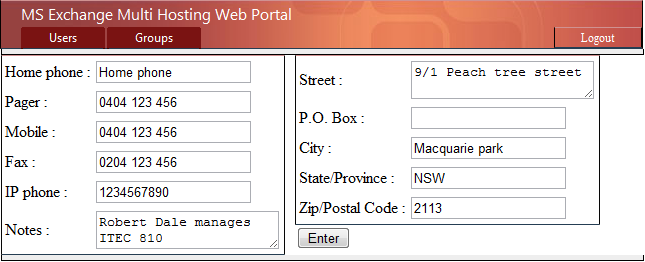 MS Exchange Multi Hosting Web Portal
Users Groups Logout
Home phone : Home phone
Pager : 0404 123 456
Mobile : 0404 123 456
Fax : 0204 123 456
IP phone : 1234567890
Notes : Robert Dale manages
ITEC 810
Street : 9/1 Peach tree street
P.O. Box :
City : Macquarie park
State/Province : NSW
Zip/Postal Code : 2113
Enter